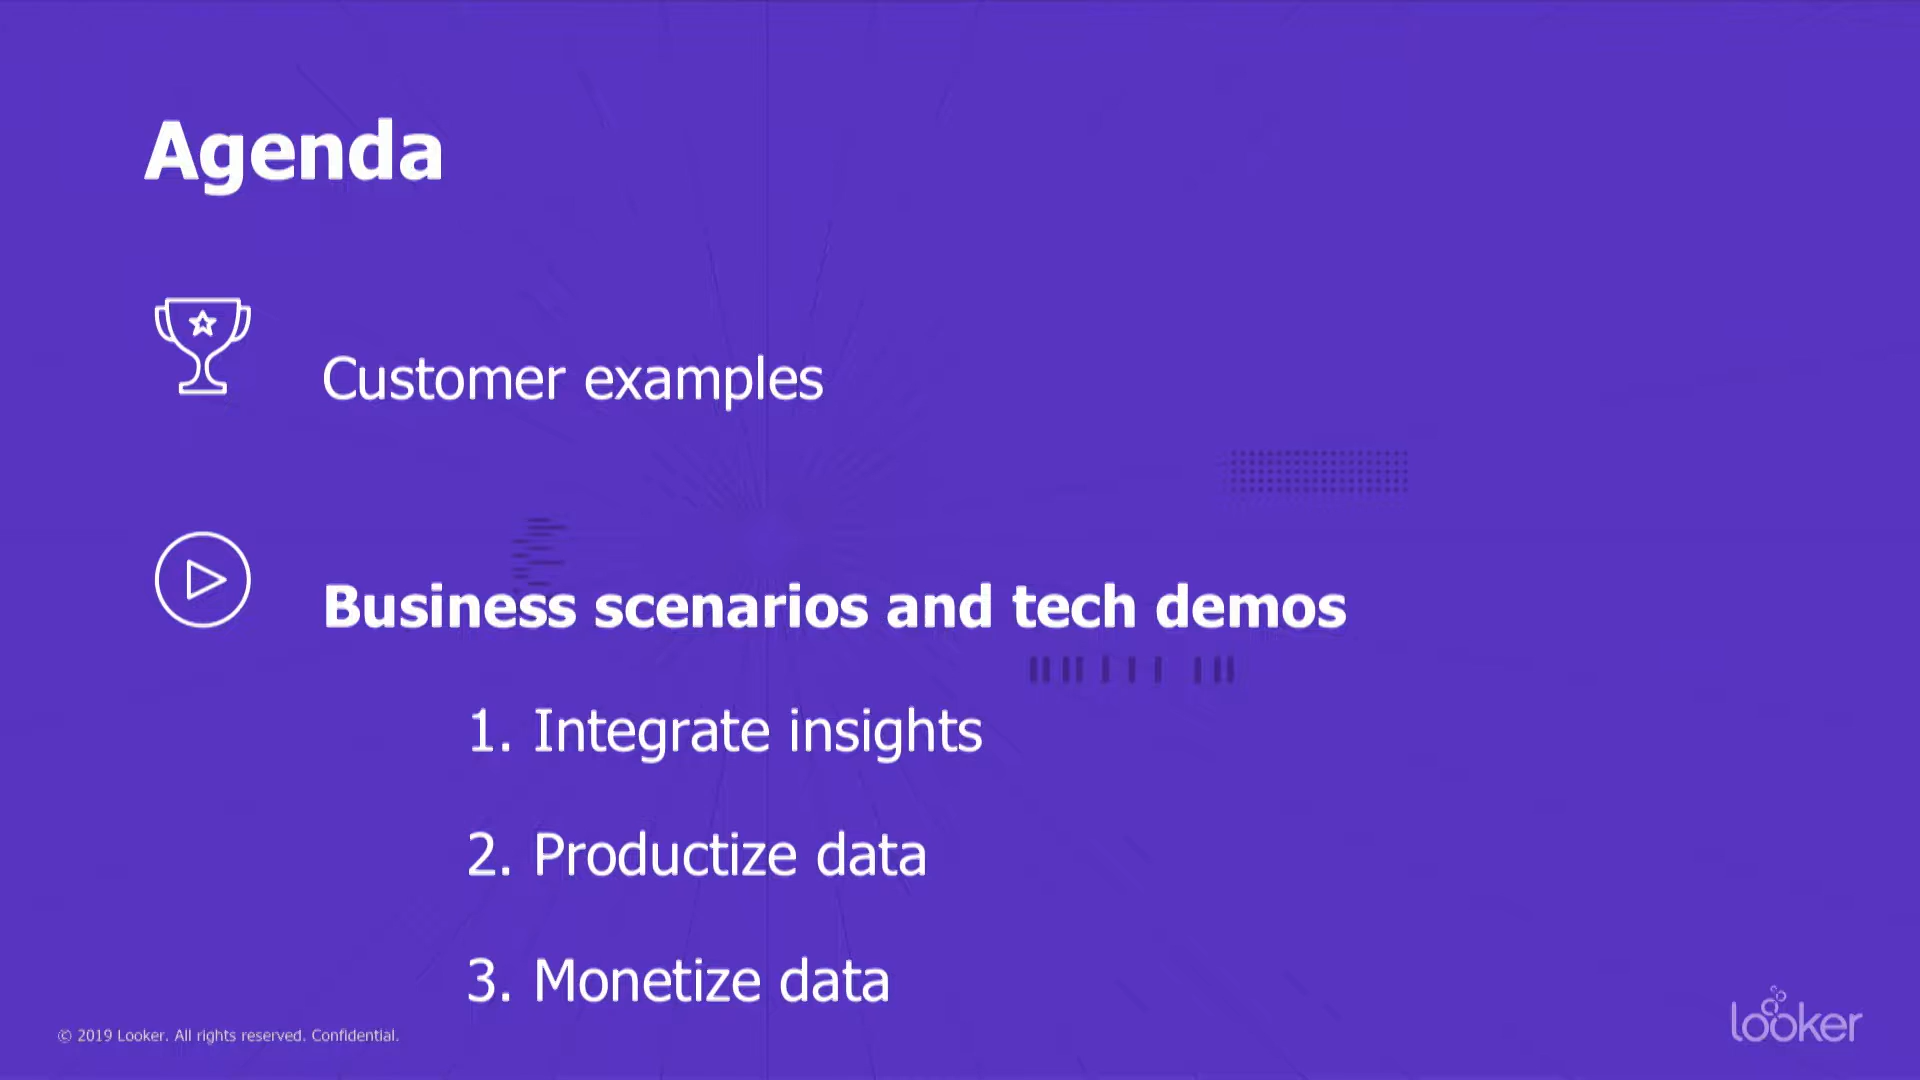 Agenda
Customer examples
Business scenarios and tech demos
1. Integrate insights
2. Productize data
3. Monetize data
© 2019 Looker. All rights reserved. Confidential.
looker